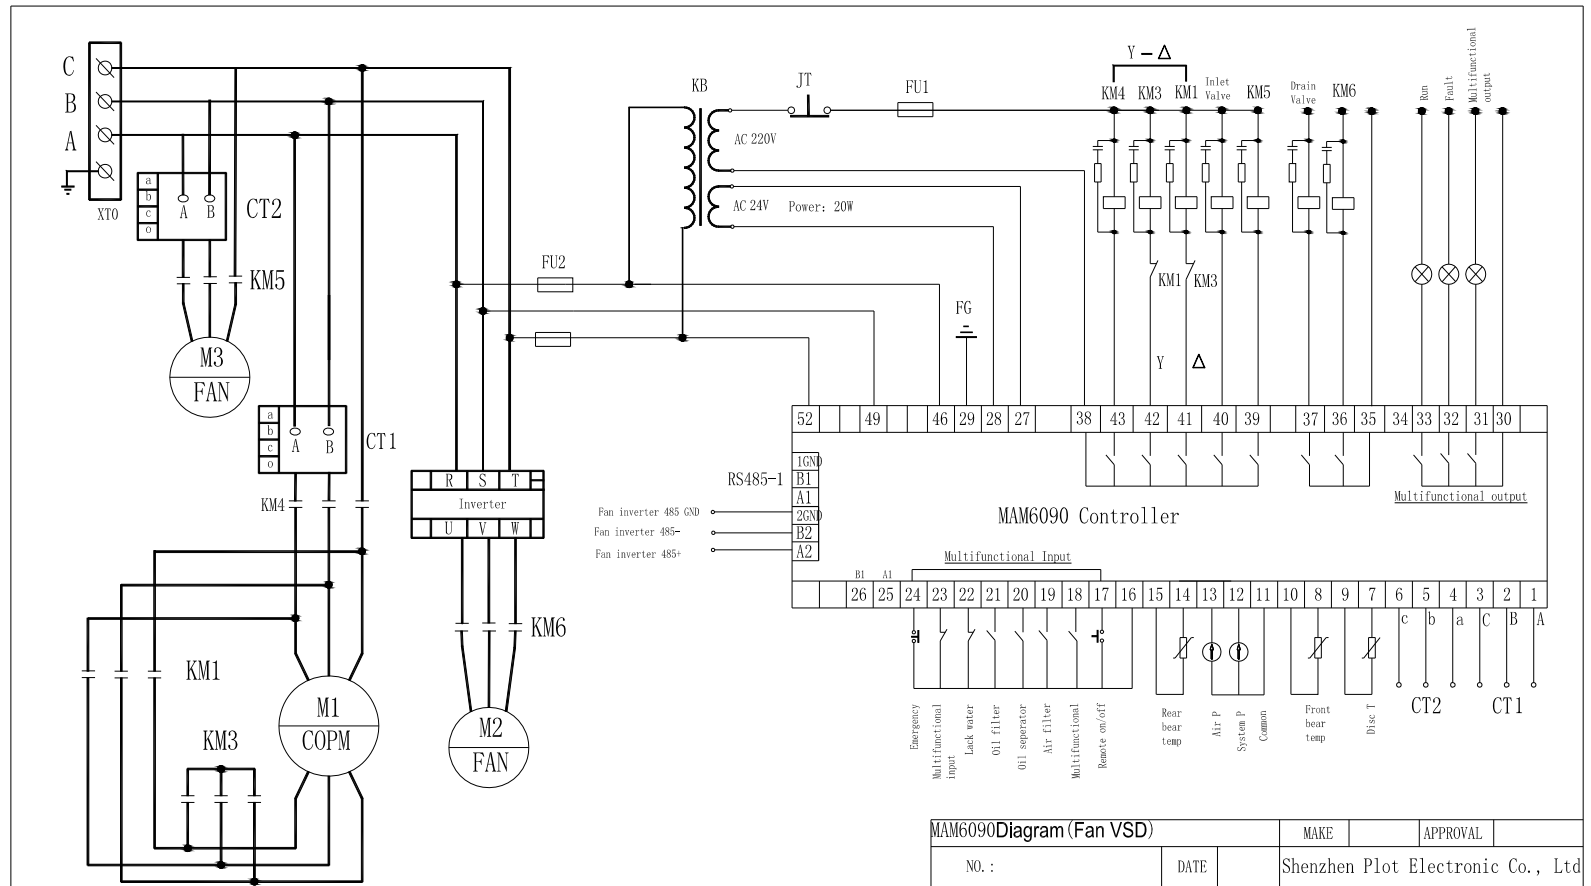 C
B
A
XT0
a
b
c
o
A B
CT2
KM5
M3
FAN
a
b
c
o
A B
CT1
KM4
KM1
KM3
M1
COPM
R S T
Inverter
U V W
KM6
M2
FAN
FU2
KB
AC 220V
AC 24V
Power: 20W
JT
FU1
Y - Δ
KM4 KM3 KM1
Inlet
Valve
KM5
Drain
Valve
KM6
Run
Fault
Multifunctional
output
KM1
KM3
Y
Δ
FG
52 49 46 29 28 27 38 43 42 41 40 39 37 36 35 34 33 32 31 30
Multifunctional output
RS485-1
1GND
B1
A1
2GND
B2
A2
Fan inverter 485 GND
Fan inverter 485-
Fan inverter 485+
MAM6090 Controller
Multifunctional Input
B1 A1
26 25 24 23 22 21 20 19 18 17 16 15 14 13 12 11 10 8 9 7 6 5 4 3 2 1
c b a C B A
CT2
CT1
Emergency
Multifunctional
input
Lack water
Oil filter
Oil seperator
Air filter
Multifunctional
Remote on/off
Rear
bear
temp
Air P
System P
Common
Front
bear
temp
Disc T
MAM6090Diagram(Fan VSD)
MAKE
APPROVAL
NO.:
DATE
Shenzhen Plot Electronic Co., Ltd